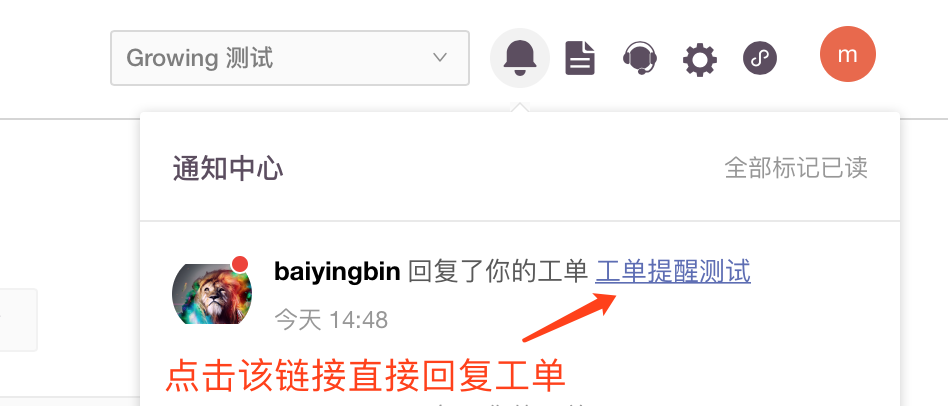 Growing 测试
m
通知中心
全部标记已读
baiyingbin 回复了你的工单 工单提醒测试
今天 14:48
点击该链接直接回复工单